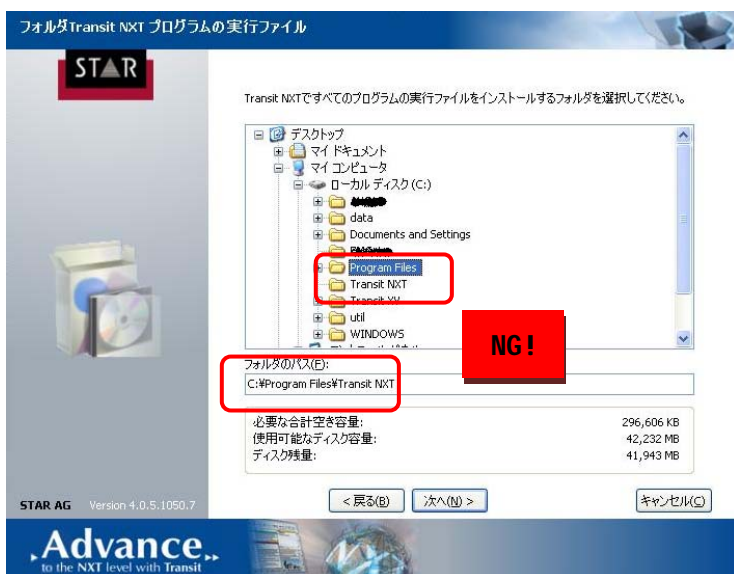 フォルダTransit NXT プログラムの実行ファイル
STAR
Transit NXTですべてのプログラムの実行ファイルをインストールするフォルダを選択してください。
デスクトップ
マイ ドキュメント
マイ コンピュータ
ローカル ディスク (C:)
data
Documents and Settings
Program Files
Transit NXT
Transit XV
util
WINDOWS
NG!
フォルダのパス(F):
C:¥Program Files¥Transit NXT
必要な合計空き容量: 296,606 KB
使用可能なディスク容量: 42,232 MB
ディスク残量: 41,943 MB
STAR AG Version 4.0.5.1050.7
< 戻る(B) 次へ(N) > キャンセル(C)
Advance
to the NXT level with Transit